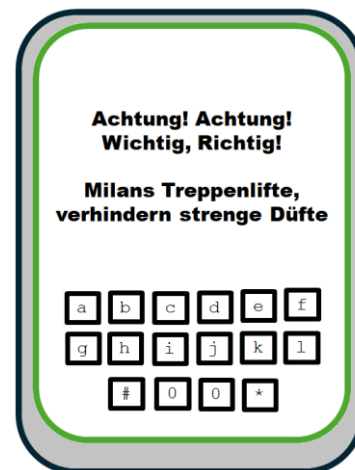 Achtung! Achtung!
Wichtig, Richtig!
Milans Treppenlifte,
verhindern strenge Düfte
a b c d e f
g h i j k l
# 0 0 *